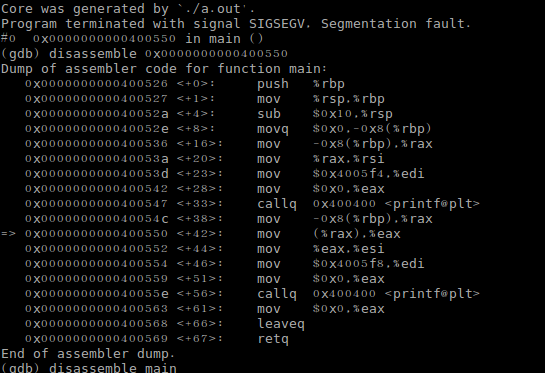 Core was generated by `./a.out'.
Program terminated with signal SIGSEGV, Segmentation fault.
#0  0x0000000000400550 in main ()
(gdb) disassemble 0x0000000000400550
Dump of assembler code for function main:
   0x0000000000400526 <+0>:     push   %rbp
   0x0000000000400527 <+1>:     mov    %rsp,%rbp
   0x000000000040052a <+4>:     sub    $0x10,%rsp
   0x000000000040052e <+8>:     movq   $0x0,-0x8(%rbp)
   0x0000000000400536 <+16>:    mov    -0x8(%rbp),%rax
   0x000000000040053a <+20>:    mov    %rax,%rsi
   0x000000000040053d <+23>:    mov    $0x4005f4,%edi
   0x0000000000400542 <+28>:    mov    $0x0,%eax
   0x0000000000400547 <+33>:    callq  0x400400 <printf@plt>
   0x000000000040054c <+38>:    mov    -0x8(%rbp),%rax
=> 0x0000000000400550 <+42>:    mov    (%rax),%eax
   0x0000000000400552 <+44>:    mov    %eax,%esi
   0x0000000000400554 <+46>:    mov    $0x4005f8,%edi
   0x0000000000400559 <+51>:    mov    $0x0,%eax
   0x000000000040055e <+56>:    callq  0x400400 <printf@plt>
   0x0000000000400563 <+61>:    mov    $0x0,%eax
   0x0000000000400568 <+66>:    leaveq
   0x0000000000400569 <+67>:    retq
End of assembler dump.
(gdb) disassemble main